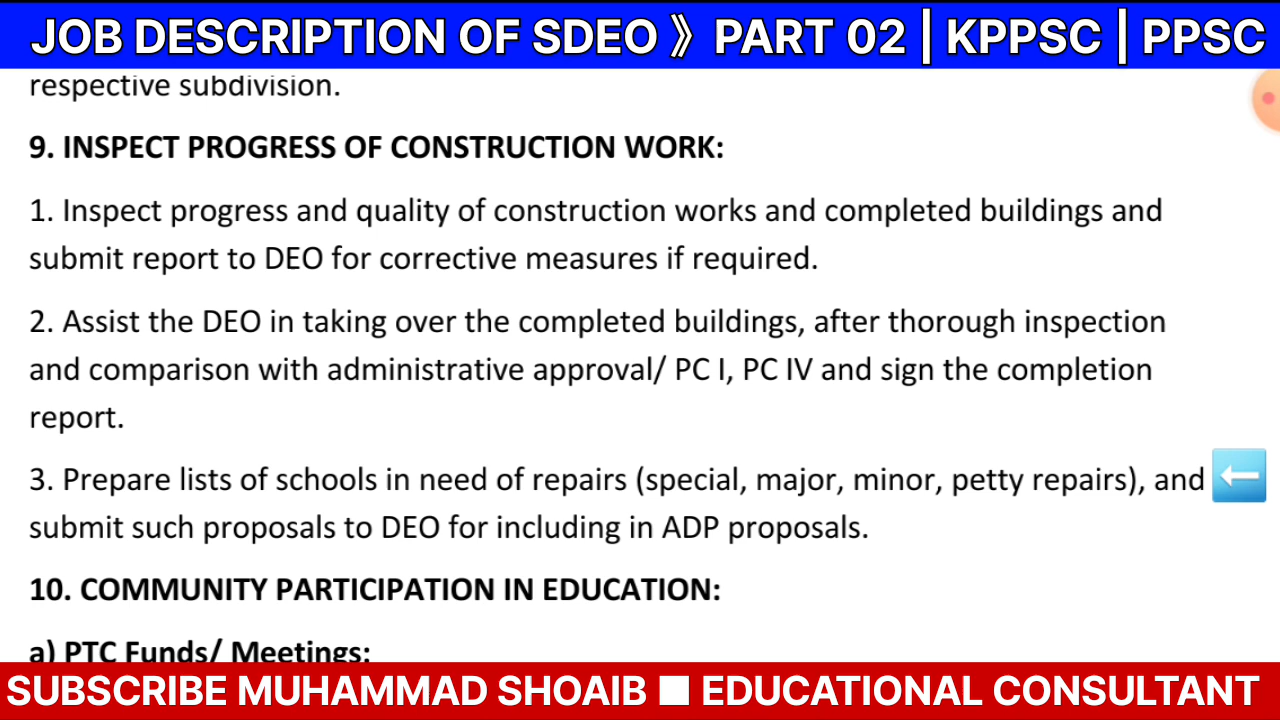 JOB DESCRIPTION OF SDEO 》PART 02 | KPPSC | PPSC
respective subdivision.
9. INSPECT PROGRESS OF CONSTRUCTION WORK:
1. Inspect progress and quality of construction works and completed buildings and
submit report to DEO for corrective measures if required.
2. Assist the DEO in taking over the completed buildings, after thorough inspection
and comparison with administrative approval/ PC I, PC IV and sign the completion
report.
3. Prepare lists of schools in need of repairs (special, major, minor, petty repairs), and
submit such proposals to DEO for including in ADP proposals.
10. COMMUNITY PARTICIPATION IN EDUCATION:
a) PTC Funds/ Meetings:
SUBSCRIBE MUHAMMAD SHOAIB ■ EDUCATIONAL CONSULTANT